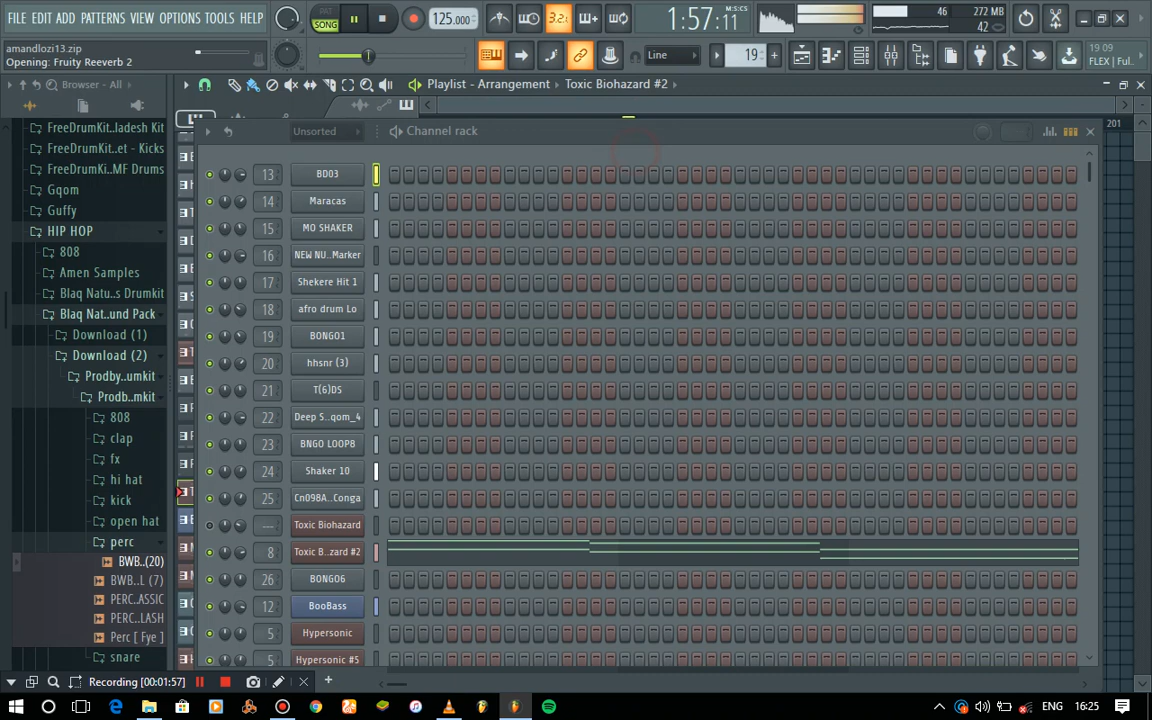 FILE EDIT ADD PATTERNS VIEW OPTIONS TOOLS HELP
PAT
SONG
125.000
3.2
1:57:11
M:S:CS
46
272 MB
42
amandlozi13.zip
Opening: Fruity Reeverb 2
Line
19
19 09
FLEX | Ful..
Browser - All
Playlist - Arrangement
Toxic Biohazard #2
201
Unsorted
Channel rack
FreeDrumKit...ladesh Kit
FreeDrumKit...et - Kicks
FreeDrumKi...MF Drums
Gqom
Guffy
HIP HOP
808
Amen Samples
Blaq Natu..s Drumkit
Blaq Nat..und Pack
Download (1)
Download (2)
Prodby..umkit
Prodb..mkit
808
clap
fx
hi hat
kick
open hat
perc
BWB..(20)
BWB..L (7)
PERC..ASSIC
PERC..LASH
Perc [ Fye ]
snare
13 BD03
14 Maracas
15 MO SHAKER
16 NEW NU..Marker
17 Shekere Hit 1
18 afro drum Lo
19 BONGO1
20 hhsnr (3)
21 T(6)DS
22 Deep S..qom_4
23 BNGO LOOP8
24 Shaker 10
25 Cn098A..Conga
--- Toxic Biohazard
8 Toxic B..zard #2
26 BONGO6
12 BooBass
5 Hypersonic
5 Hypersonic #5
Recording [00:01:57]
ENG
16:25